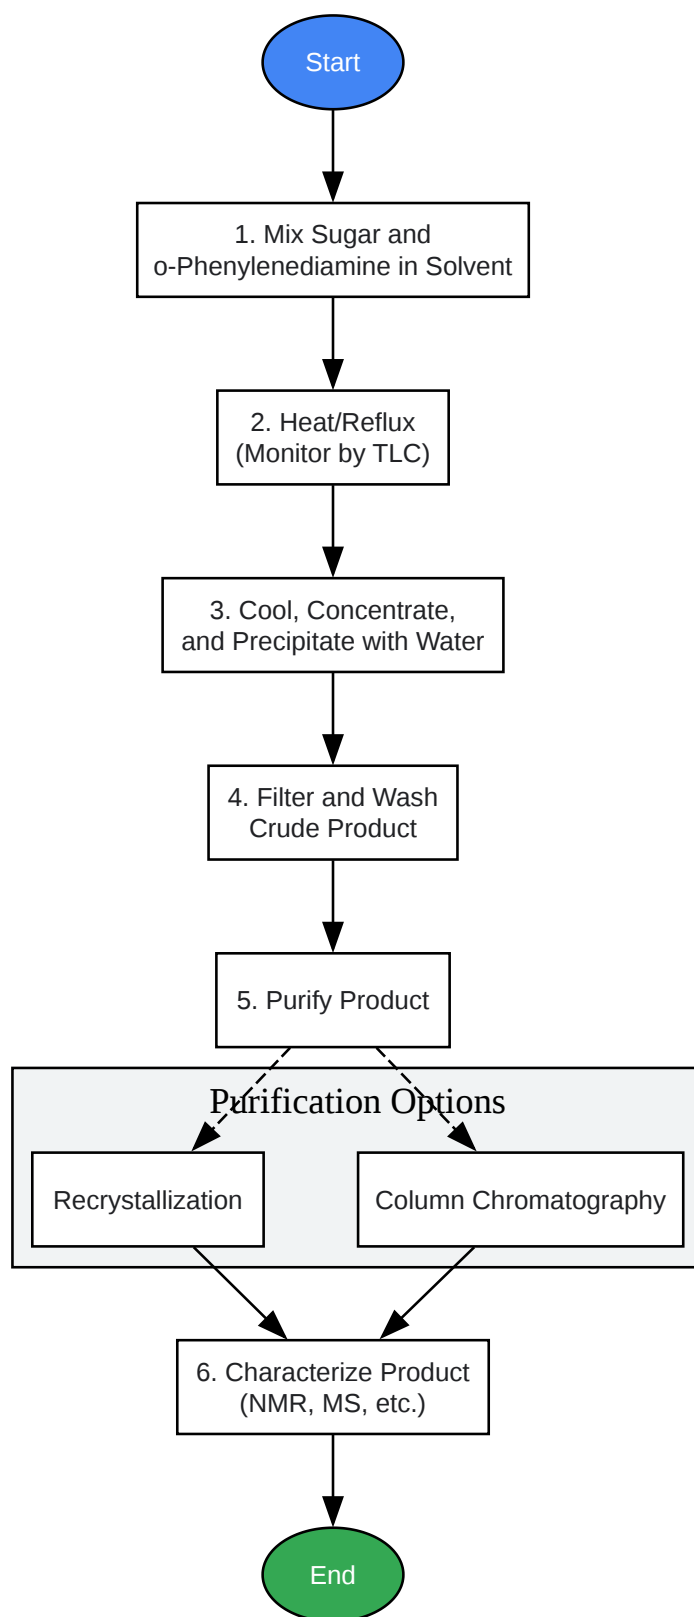 Start
1. Mix Sugar and
o-Phenylenediamine in Solvent
2. Heat/Reflux
(Monitor by TLC)
3. Cool, Concentrate,
and Precipitate with Water
4. Filter and Wash
Crude Product
5. Purify Product
Purification Options
Recrystallization
Column Chromatography
6. Characterize Product
(NMR, MS, etc.)
End